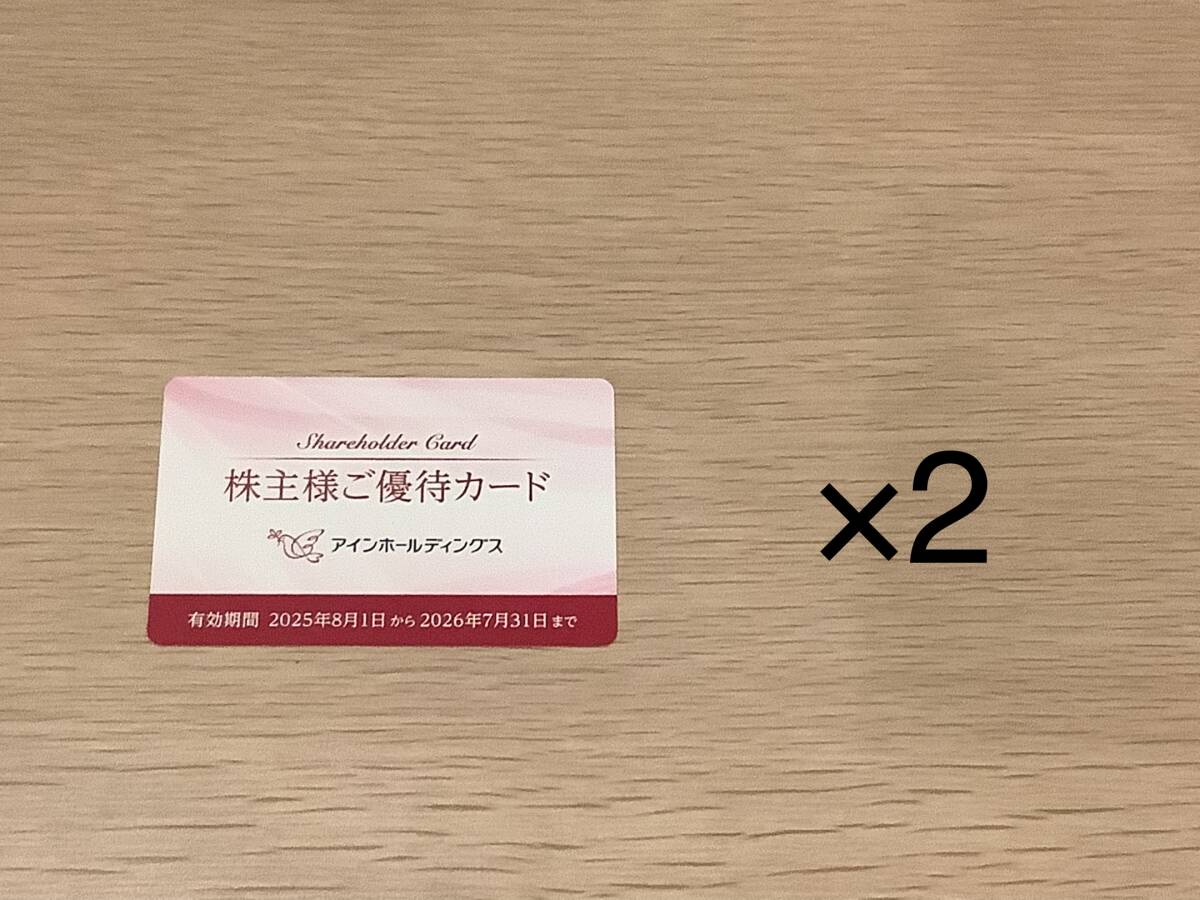 Shareholder Card
株主様ご優待カード
アインホールディングス
有効期間 2025年8月1日から2026年7月31日まで
×2